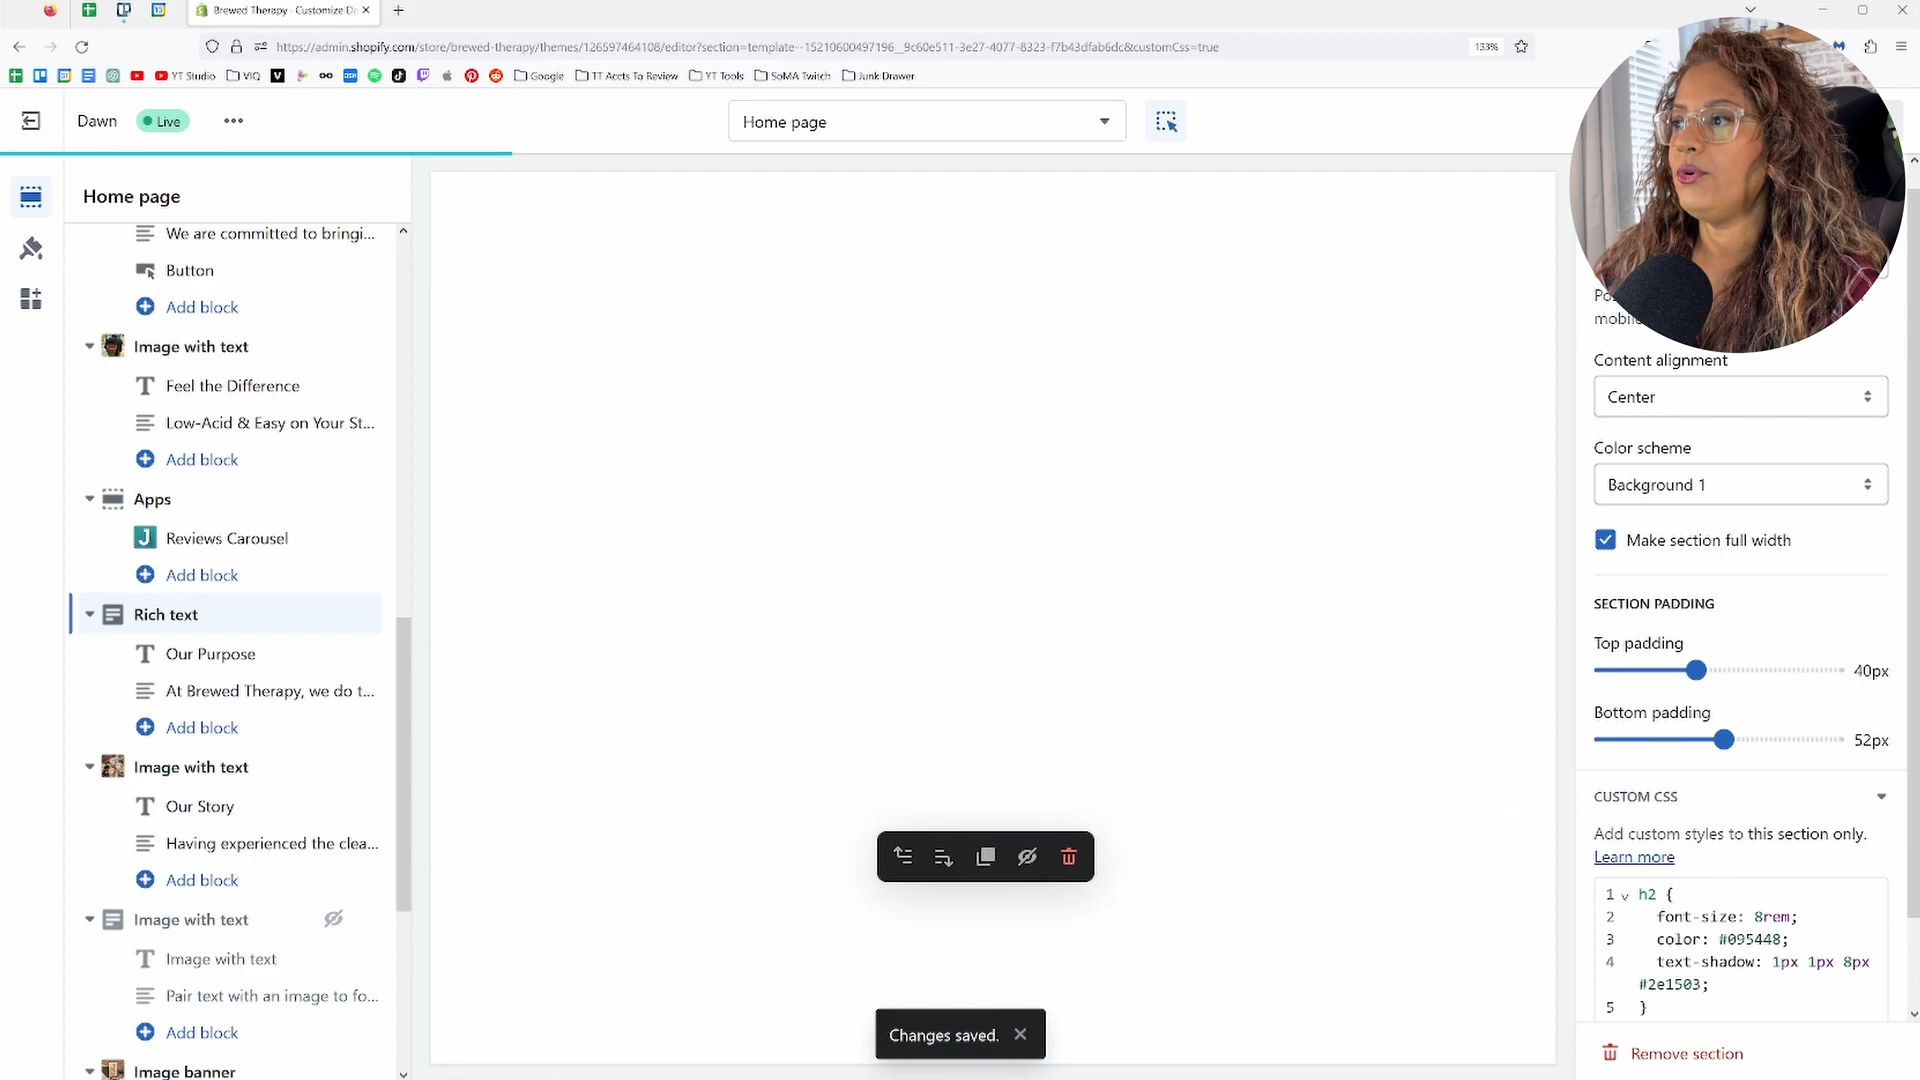 Brewed Therapy · Customize Da
https://admin.shopify.com/store/brewed-therapy/themes/126597464108/editor?section=template--15210600497196__9c60e511-3e27-4077-8323-f7b43dfab6dc&customCss=true
133%
YT Studio
VIQ
Google
TT Accts To Review
YT Tools
SoMA Twitch
Junk Drawer
Dawn
Live
Home page
Home page
We are committed to bringi...
Button
Add block
Image with text
Feel the Difference
Low-Acid & Easy on Your St...
Add block
Apps
Reviews Carousel
Add block
Rich text
Our Purpose
At Brewed Therapy, we do t...
Add block
Image with text
Our Story
Having experienced the clea...
Add block
Image with text
Image with text
Pair text with an image to fo...
Add block
Image banner
Changes saved.
Content alignment
Center
Color scheme
Background 1
Make section full width
SECTION PADDING
Top padding
40px
Bottom padding
52px
CUSTOM CSS
Add custom styles to this section only.
Learn more
1 h2 {
2 font-size: 8rem;
3 color: #095448;
4 text-shadow: 1px 1px 8px
#2e1503;
5 }
Remove section